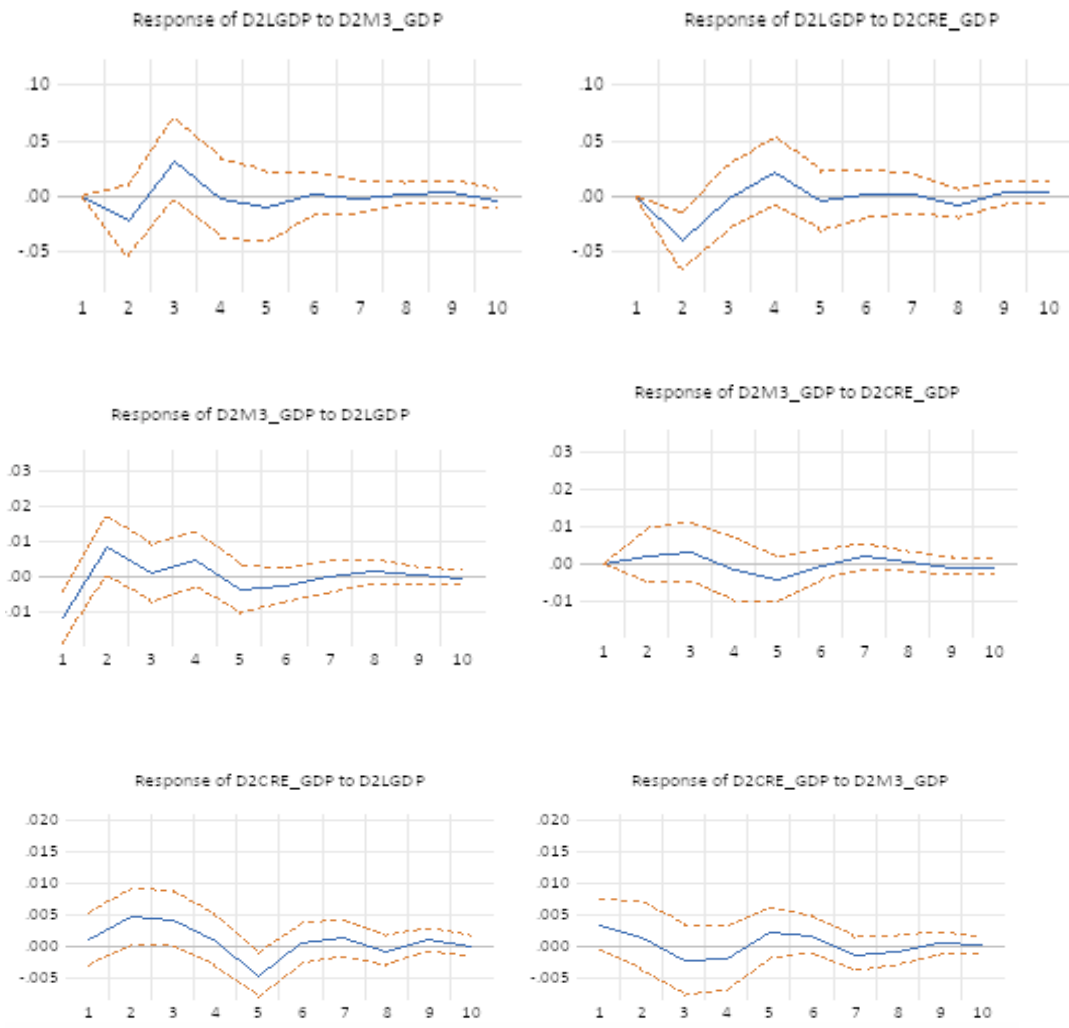 Response of D2LGDP to D2M3_GDP
.10
.05
.00
-.05
1 2 3 4 5 6 7 8 9 10
Response of D2LGDP to D2CRE_GDP
.10
.05
.00
-.05
1 2 3 4 5 6 7 8 9 10
Response of D2M3_GDP to D2LGDP
.03
.02
.01
.00
.01
1 2 3 4 5 6 7 8 9 10
Response of D2M3_GDP to D2CRE_GDP
.03
.02
.01
.00
-.01
1 2 3 4 5 6 7 8 9 10
Response of D2CRE_GDP to D2LGDP
.020
.015
.010
.005
.000
-.005
1 2 3 4 5 6 7 8 9 10
Response of D2CRE_GDP to D2M3_GDP
.020
.015
.010
.005
.000
-.005
1 2 3 4 5 6 7 8 9 10